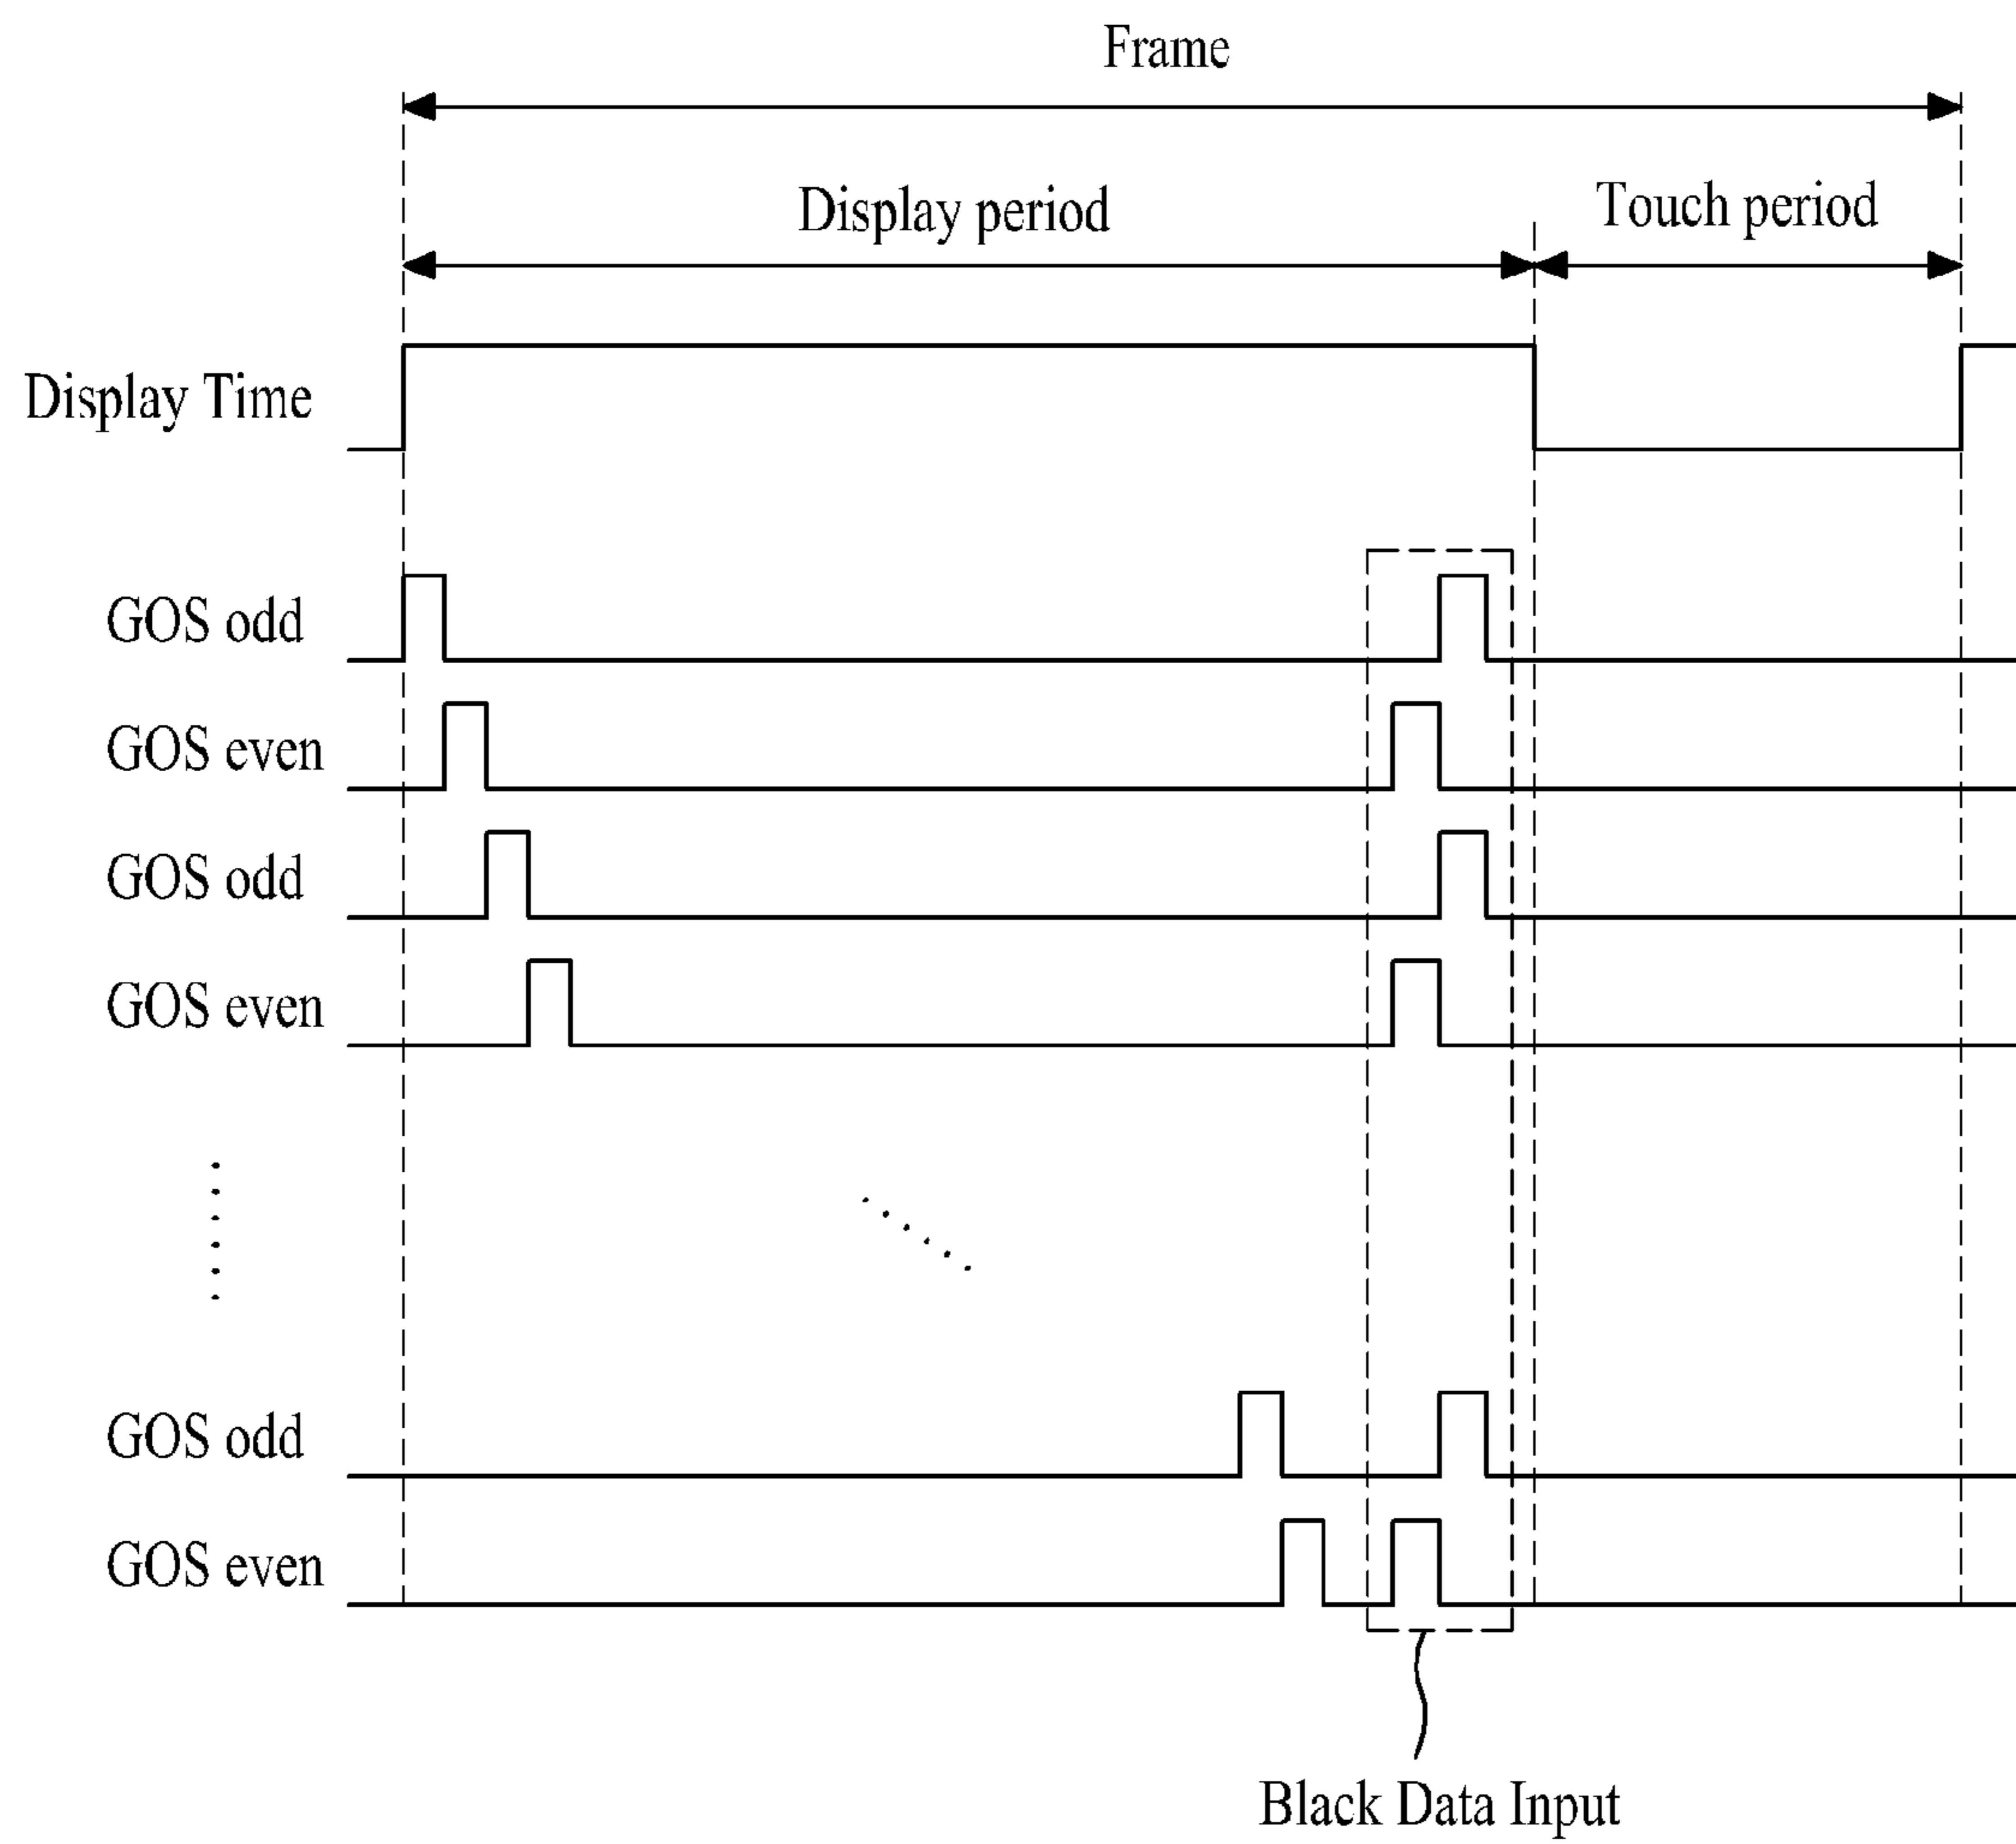 Frame
Display period
Touch period
Display Time
GOS odd
GOS even
GOS odd
GOS even
GOS odd
GOS even
Black Data Input